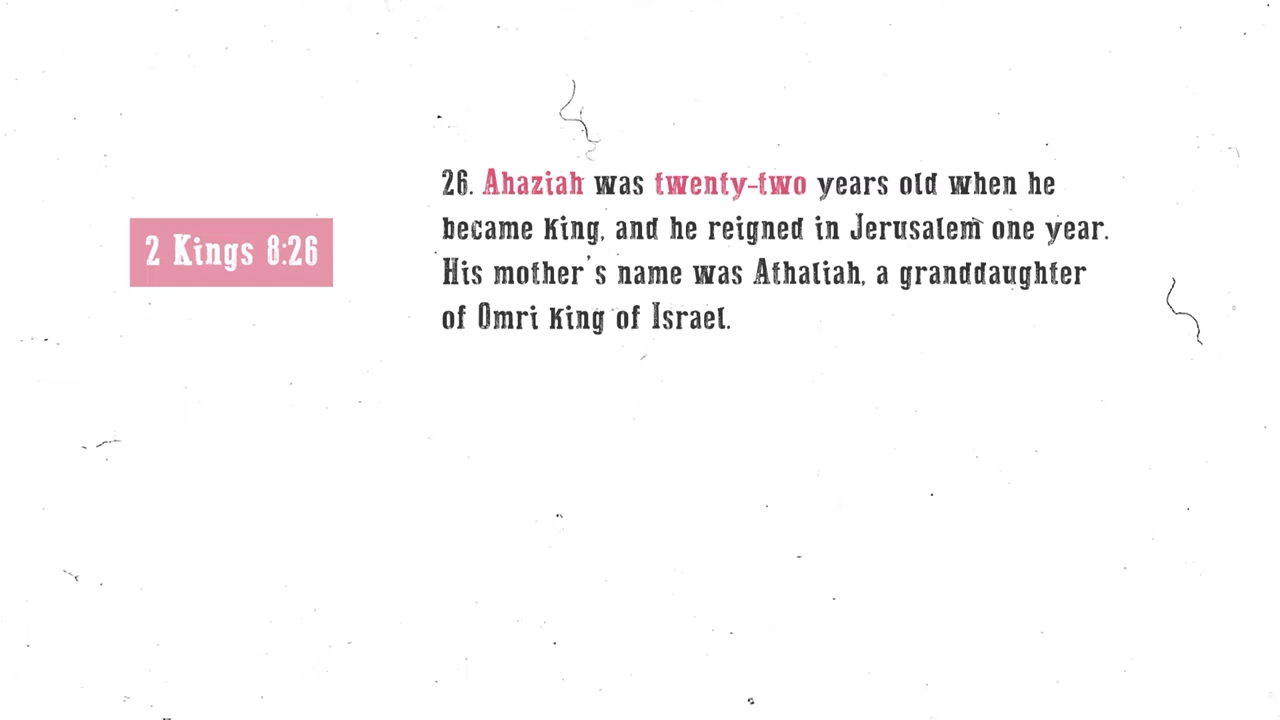 2 Kings 8:26
26. Ahaziah was twenty-two years old when he
became king, and he reigned in Jerusalem one year.
His mother's name was Athaliah, a granddaughter
of Omri king of Israel.